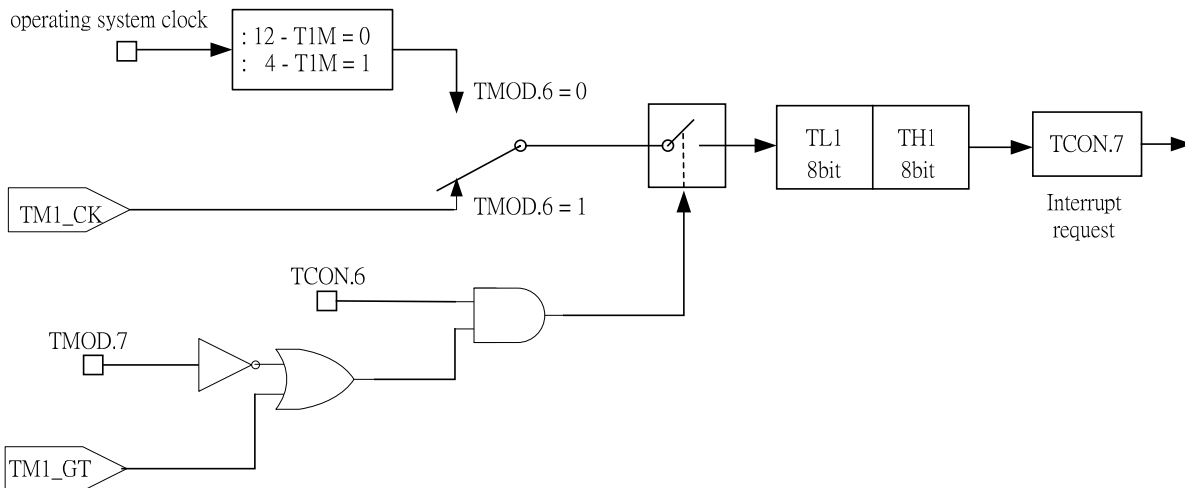 operating system clock
: 12 - T1M = 0
: 4 - T1M = 1
TMOD.6 = 0
TL1
8bit
TH1
8bit
TCON.7
Interrupt
request
TM1_CK
TMOD.6 = 1
TCON.6
TMOD.7
TM1_GT